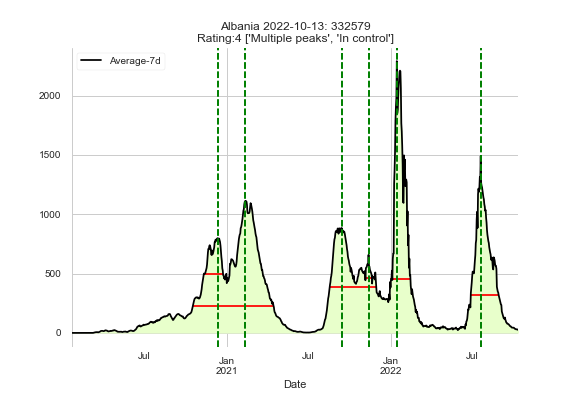 Albania 2022-10-13: 332579
Rating:4 ['Multiple peaks', 'In control']
Average-7d
2000
1500
1000
500
0
Jul
Jan
2021
Jul
Jan
2022
Jul
Date